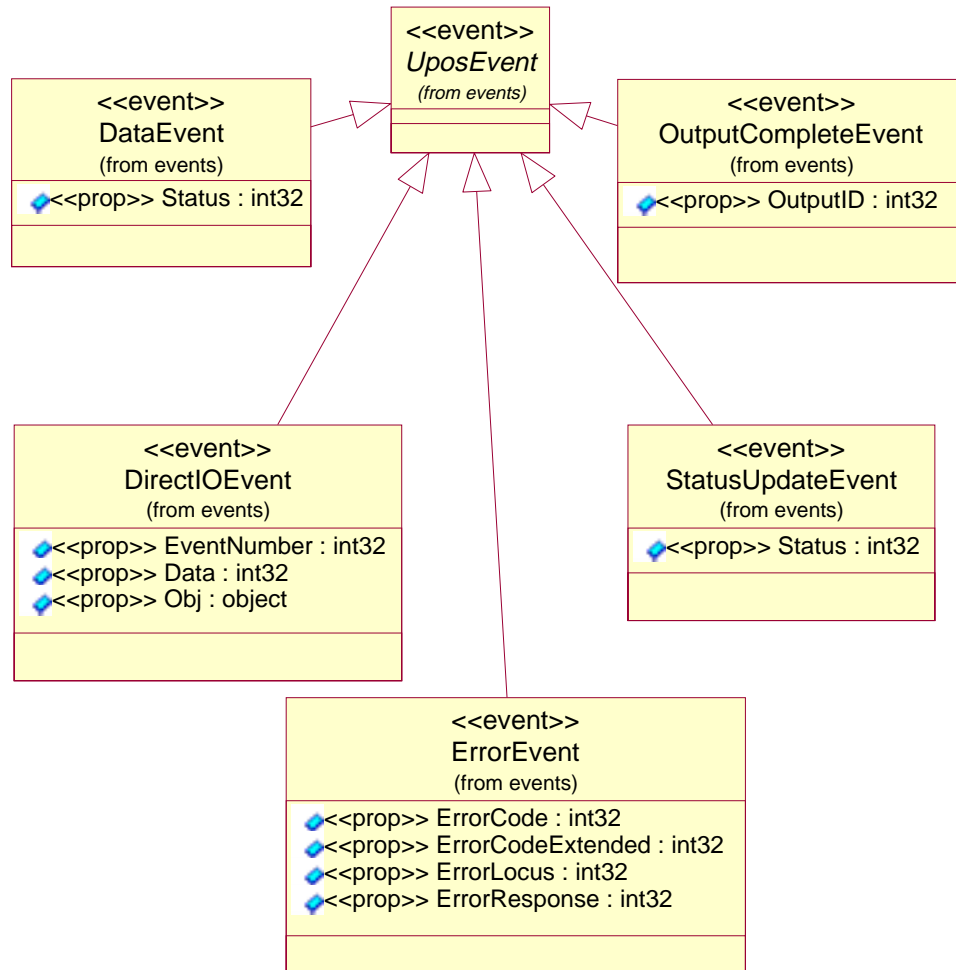 <<event>>
UposEvent
(from events)
<<event>>
DataEvent
(from events)
<<prop>> Status : int32
<<event>>
OutputCompleteEvent
(from events)
<<prop>> OutputID : int32
<<event>>
DirectIOEvent
(from events)
<<prop>> EventNumber : int32
<<prop>> Data : int32
<<prop>> Obj : object
<<event>>
StatusUpdateEvent
(from events)
<<prop>> Status : int32
<<event>>
ErrorEvent
(from events)
<<prop>> ErrorCode : int32
<<prop>> ErrorCodeExtended : int32
<<prop>> ErrorLocus : int32
<<prop>> ErrorResponse : int32